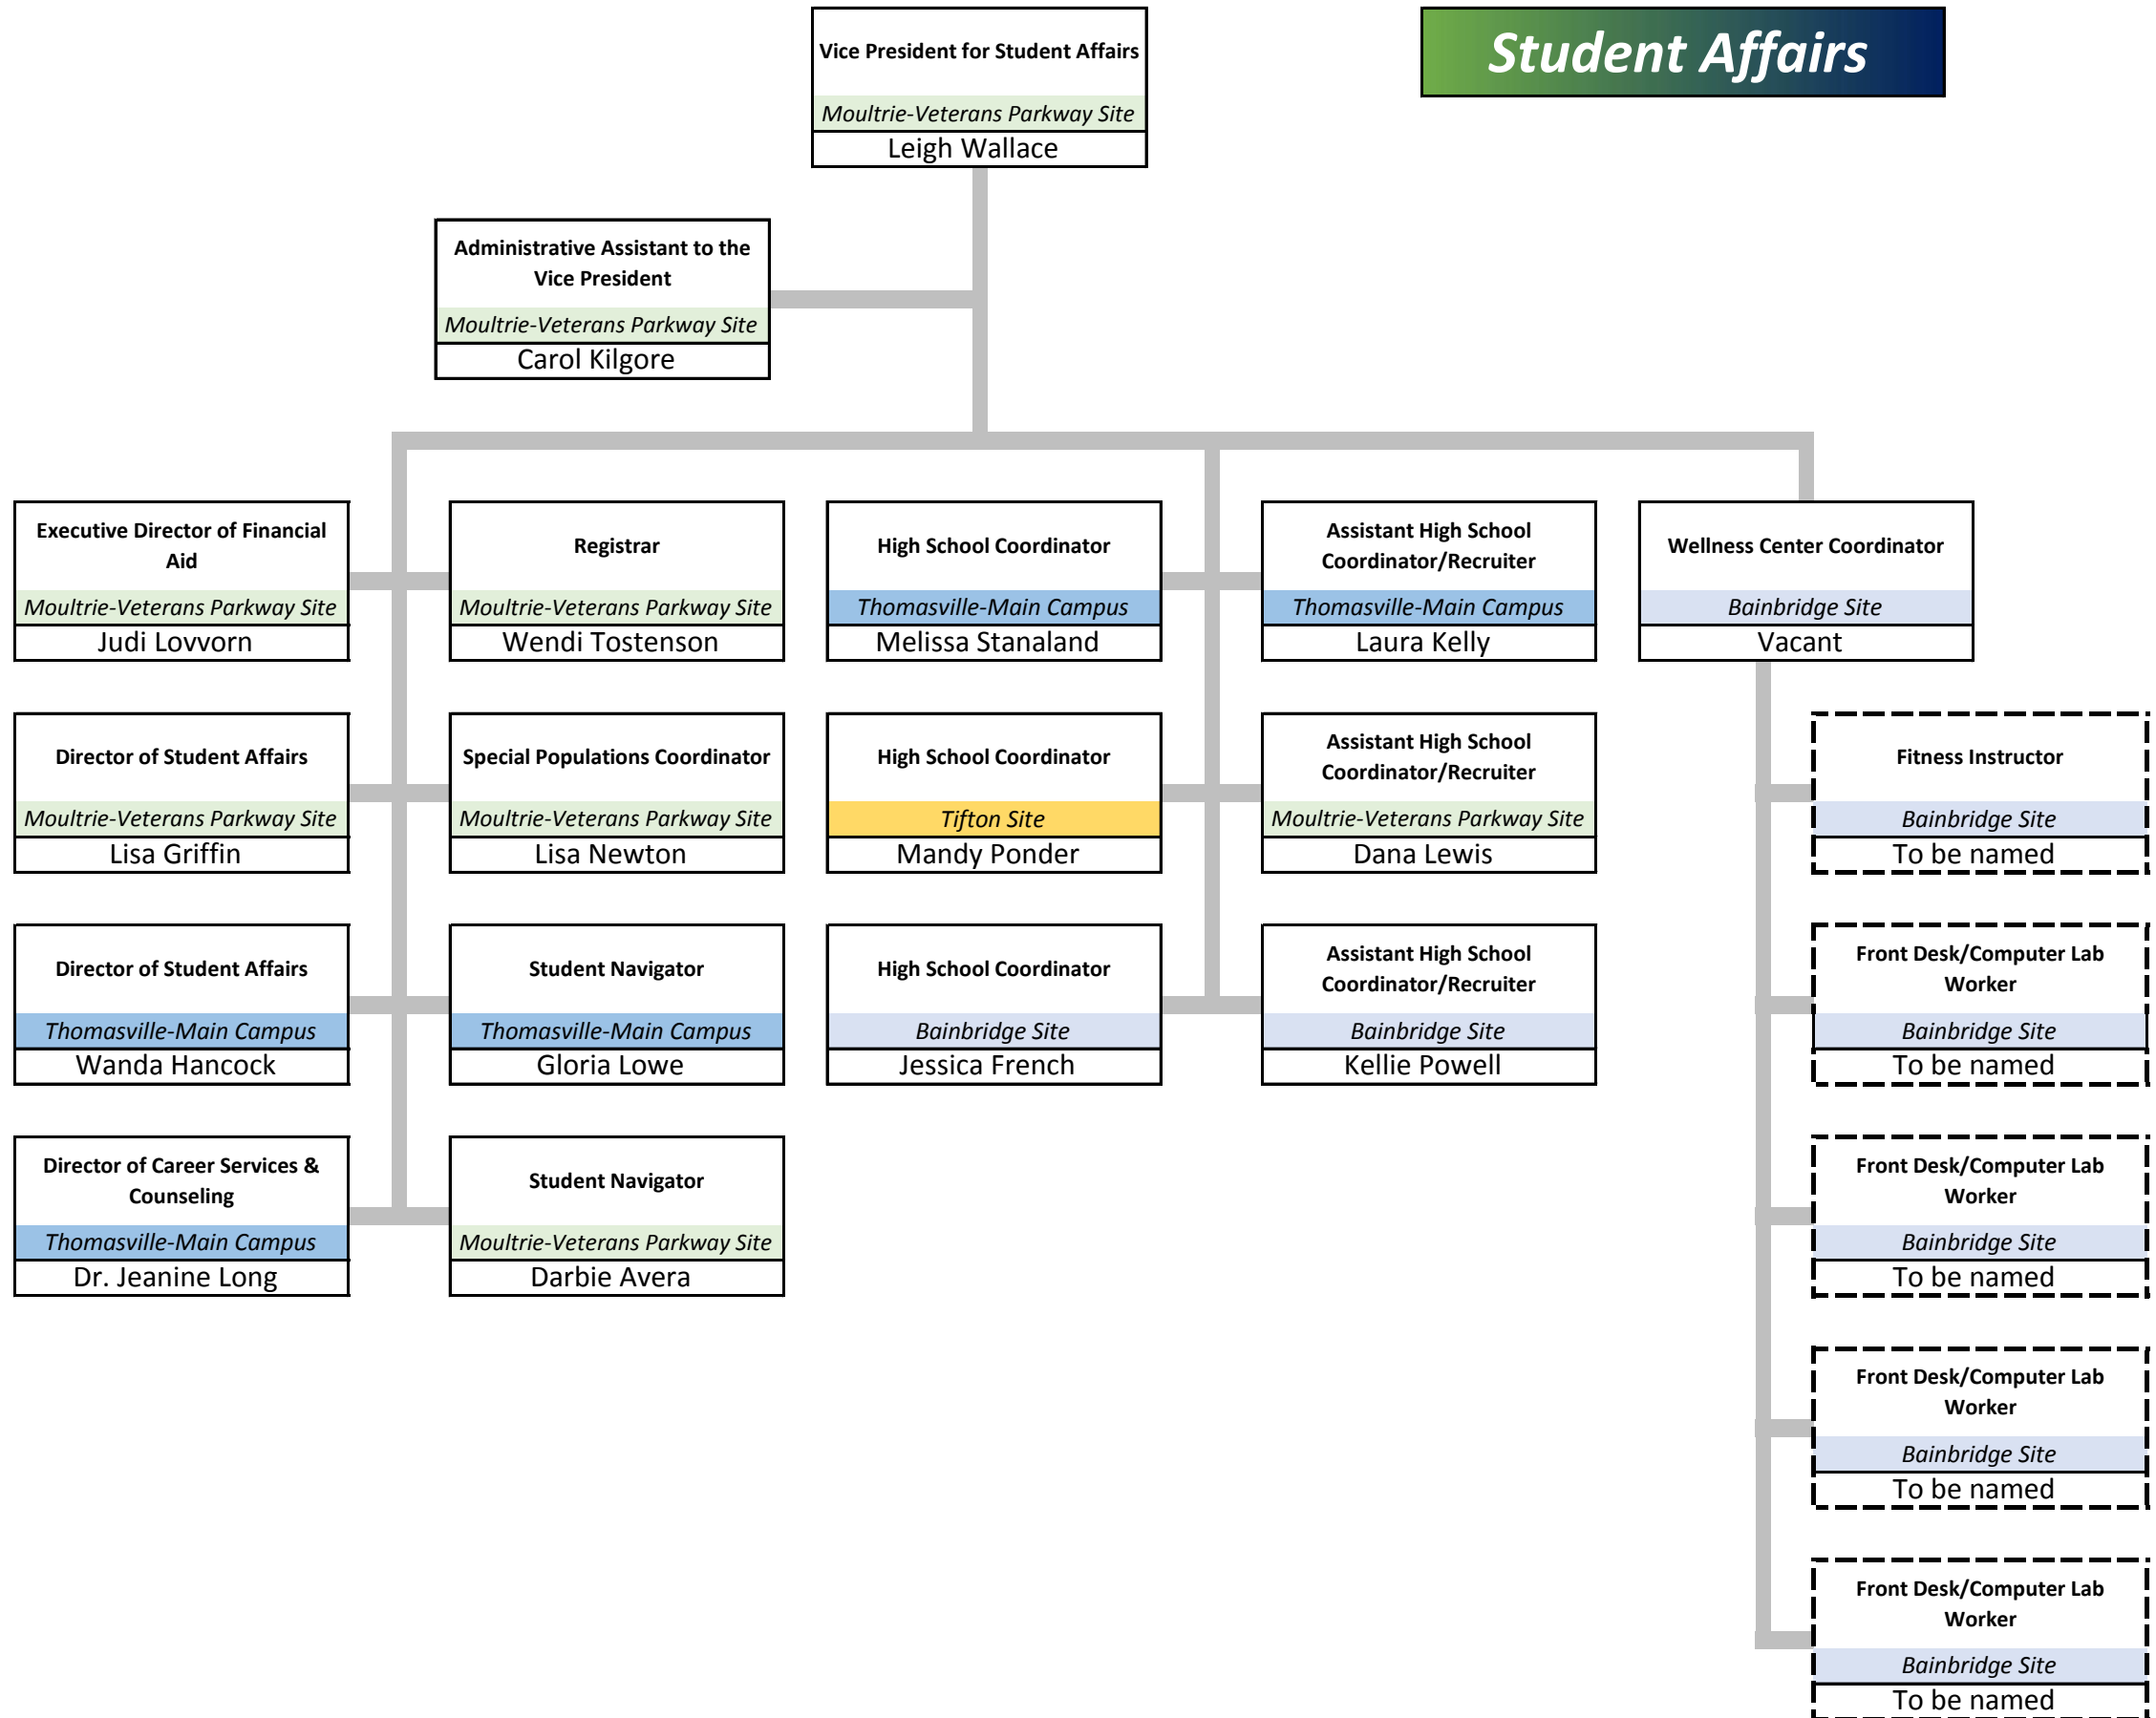 Student Affairs
Vice President for Student Affairs
Moultrie-Veterans Parkway Site
Leigh Wallace
Administrative Assistant to the
Vice President
Moultrie-Veterans Parkway Site
Carol Kilgore
Executive Director of Financial
Aid
Moultrie-Veterans Parkway Site
Judi Lovvorn
Registrar
Moultrie-Veterans Parkway Site
Wendi Tostenson
High School Coordinator
Thomasville-Main Campus
Melissa Stanaland
Assistant High School
Coordinator/Recruiter
Thomasville-Main Campus
Laura Kelly
Wellness Center Coordinator
Bainbridge Site
Vacant
Director of Student Affairs
Moultrie-Veterans Parkway Site
Lisa Griffin
Special Populations Coordinator
Moultrie-Veterans Parkway Site
Lisa Newton
High School Coordinator
Tifton Site
Mandy Ponder
Assistant High School
Coordinator/Recruiter
Moultrie-Veterans Parkway Site
Dana Lewis
Fitness Instructor
Bainbridge Site
To be named
Director of Student Affairs
Thomasville-Main Campus
Wanda Hancock
Student Navigator
Thomasville-Main Campus
Gloria Lowe
High School Coordinator
Bainbridge Site
Jessica French
Assistant High School
Coordinator/Recruiter
Bainbridge Site
Kellie Powell
Front Desk/Computer Lab
Worker
Bainbridge Site
To be named
Director of Career Services &
Counseling
Thomasville-Main Campus
Dr. Jeanine Long
Student Navigator
Moultrie-Veterans Parkway Site
Darbie Avera
Front Desk/Computer Lab
Worker
Bainbridge Site
To be named
Front Desk/Computer Lab
Worker
Bainbridge Site
To be named
Front Desk/Computer Lab
Worker
Bainbridge Site
To be named